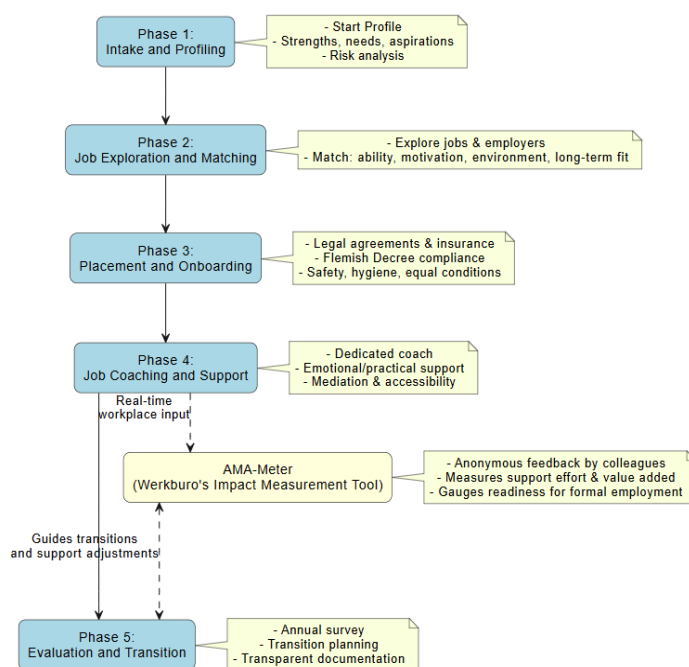 Phase 1:
Intake and Profiling
- Start Profile
- Strengths, needs, aspirations
- Risk analysis
Phase 2:
Job Exploration and Matching
- Explore jobs & employers
- Match: ability, motivation, environment, long-term fit
Phase 3:
Placement and Onboarding
- Legal agreements & insurance
- Flemish Decree compliance
- Safety, hygiene, equal conditions
Phase 4:
Job Coaching and Support
- Dedicated coach
- Emotional/practical support
- Mediation & accessibility
Real-time
workplace input
AMA-Meter
(Werkburo's Impact Measurement Tool)
- Anonymous feedback by colleagues
- Measures support effort & value added
- Gauges readiness for formal employment
Guides transitions
and support adjustments
Phase 5:
Evaluation and Transition
- Annual survey
- Transition planning
- Transparent documentation